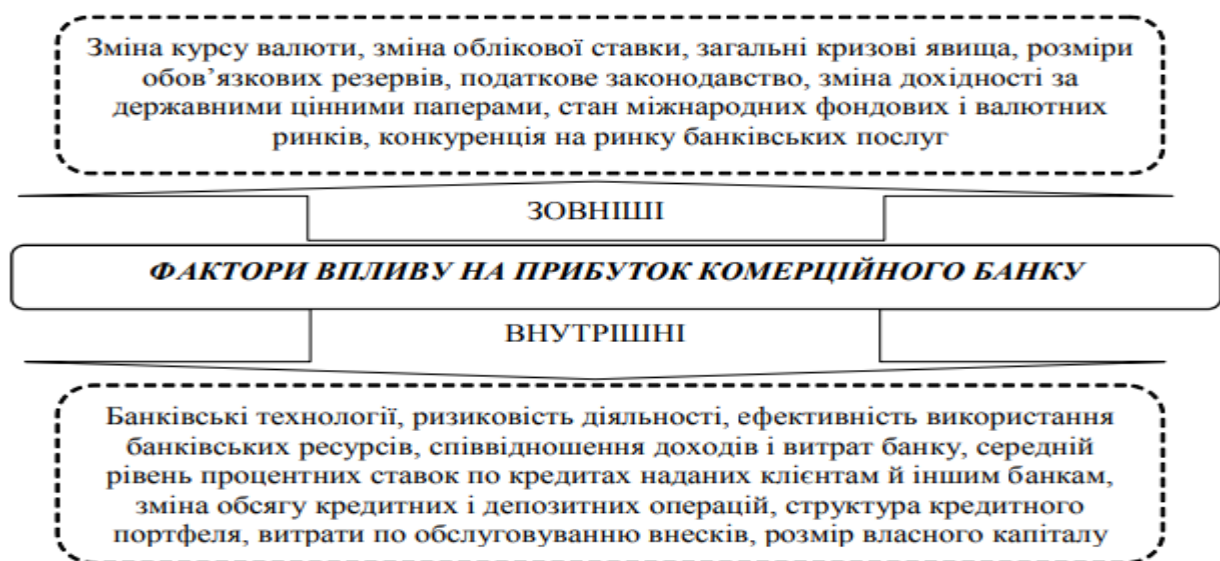 Зміна курсу валюти, зміна облікової ставки, загальні кризові явища, розміри
обов’язкових резервів, податкове законодавство, зміна дохідності за
державними цінними паперами, стан міжнародних фондових і валютних
ринків, конкуренція на ринку банківських послуг
ЗОВНІШІ
ФАКТОРИ ВПЛИВУ НА ПРИБУТОК КОМЕРЦІЙНОГО БАНКУ
ВНУТРІШНІ
Банківські технології, ризиковість діяльності, ефективність використання
банківських ресурсів, співвідношення доходів і витрат банку, середній
рівень процентних ставок по кредитах наданих клієнтам й іншим банкам,
зміна обсягу кредитних і депозитних операцій, структура кредитного
портфеля, витрати по обслуговуванню внесків, розмір власного капіталу